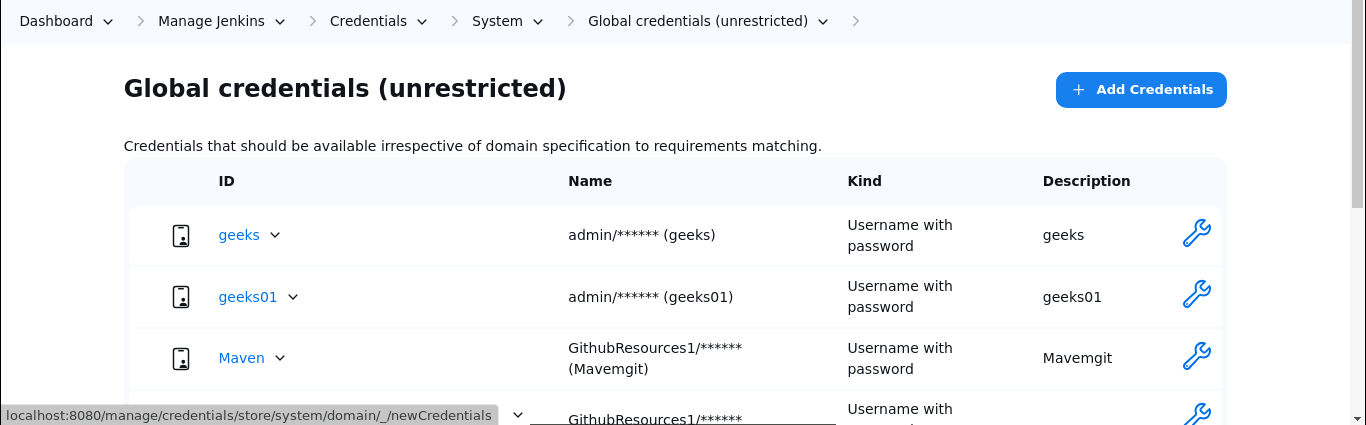 Dashboard Manage Jenkins Credentials System Global credentials (unrestricted)
Global credentials (unrestricted)
+ Add Credentials
Credentials that should be available irrespective of domain specification to requirements matching.
ID Name Kind Description
geeks admin/****** (geeks) Username with password geeks
geeks01 admin/****** (geeks01) Username with password geeks01
Maven GithubResources1/****** (Mavemgit) Username with password Mavemgit
GithubResources1/****** Username with
localhost:8080/manage/credentials/store/system/domain/_/newCredentials